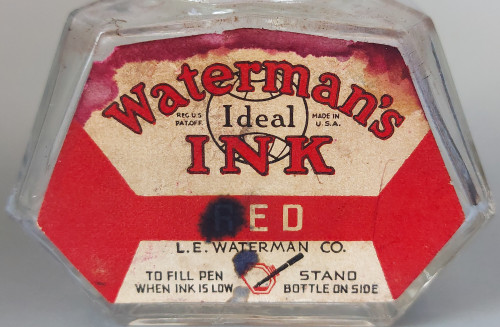 Waterman's
REG U S
PAT. OFF.
Ideal
MADE IN
U. S. A.
INK
RED
L. E. WATERMAN CO.
TO FILL PEN
WHEN INK IS LOW
STAND
BOTTLE ON SIDE